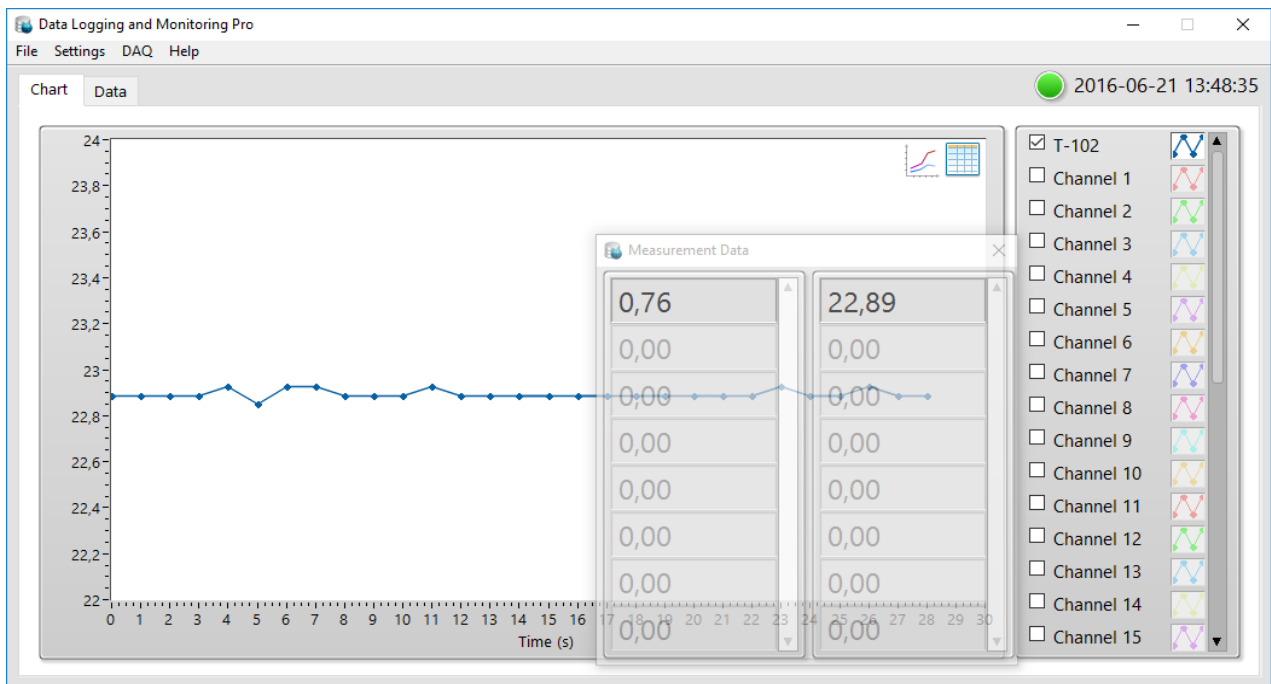 Data Logging and Monitoring Pro
File Settings DAQ Help
Chart Data
2016-06-21 13:48:35
24
23,8
23,6
23,4
23,2
23
22,8
22,6
22,4
22,2
22
0 1 2 3 4 5 6 7 8 9 10 11 12 13 14 15 16 17 18 19 20 21 22 23 24 25 26 27 28 29 30
Time (s)
Measurement Data
0,76 22,89
0,00 0,00
0,00 0,00
0,00 0,00
0,00 0,00
0,00 0,00
0,00 0,00
0,00 0,00
T-102
Channel 1
Channel 2
Channel 3
Channel 4
Channel 5
Channel 6
Channel 7
Channel 8
Channel 9
Channel 10
Channel 11
Channel 12
Channel 13
Channel 14
Channel 15